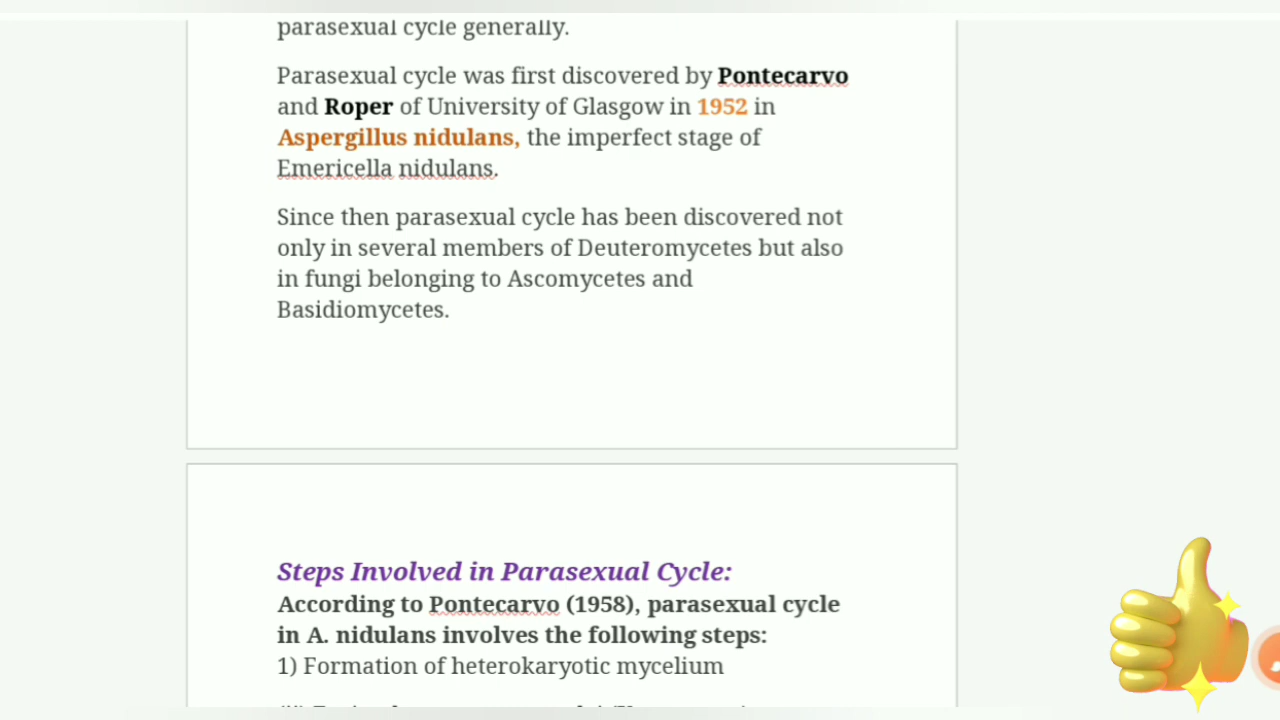 parasexual cycle generally.
Parasexual cycle was first discovered by Pontecarvo
and Roper of University of Glasgow in 1952 in
Aspergillus nidulans, the imperfect stage of
Emericella nidulans.
Since then parasexual cycle has been discovered not
only in several members of Deuteromycetes but also
in fungi belonging to Ascomycetes and
Basidiomycetes.
Steps Involved in Parasexual Cycle:
According to Pontecarvo (1958), parasexual cycle
in A. nidulans involves the following steps:
1) Formation of heterokaryotic mycelium